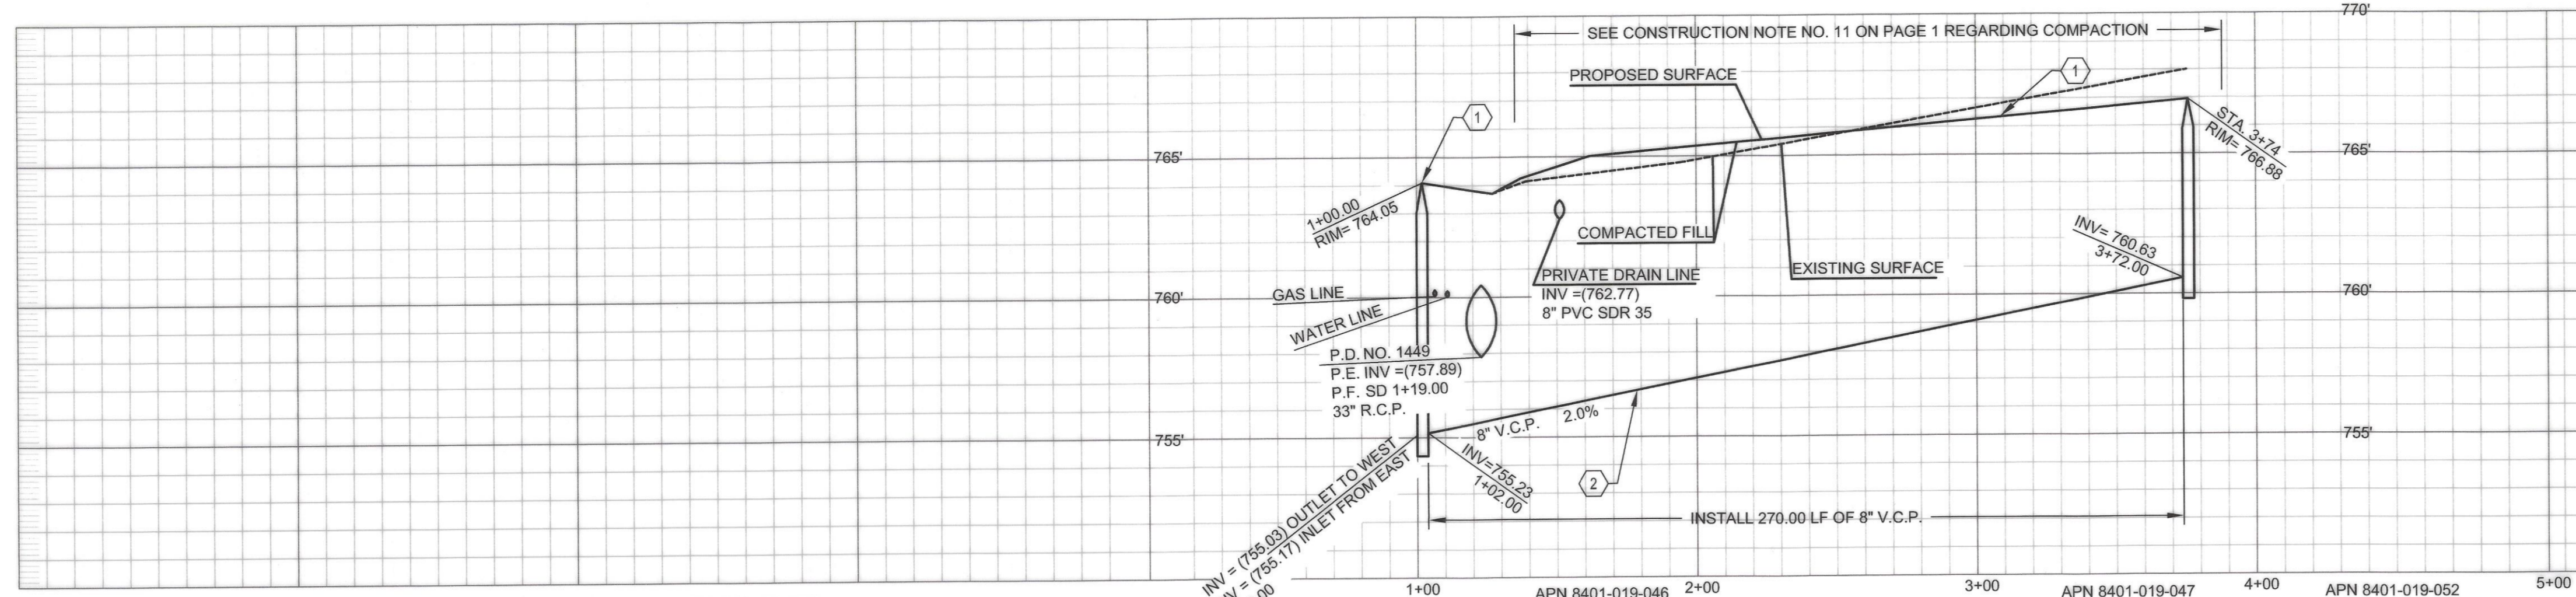 770'
SEE CONSTRUCTION NOTE NO. 11 ON PAGE 1 REGARDING COMPACTION
PROPOSED SURFACE
1
1
765'
STA. 3+74
RIM= 766.88
765'
1+00.00
RIM= 764.05
COMPACTED FILL
INV= 760.63
3+72.00
PRIVATE DRAIN LINE
INV =(762.77)
8" PVC SDR 35
EXISTING SURFACE
760'
GAS LINE
WATER LINE
760'
P.D. NO. 1449
P.E. INV =(757.89)
P.F. SD 1+19.00
33" R.C.P.
755'
8" V.C.P. 2.0%
755'
INV=755.23
1+02.00
2
INV = (755.03) OUTLET TO WEST
INV = (755.17) INLET FROM EAST
INSTALL 270.00 LF OF 8" V.C.P.
1+00
APN 8401-019-046
2+00
3+00
APN 8401-019-047
4+00
APN 8401-019-052
5+00